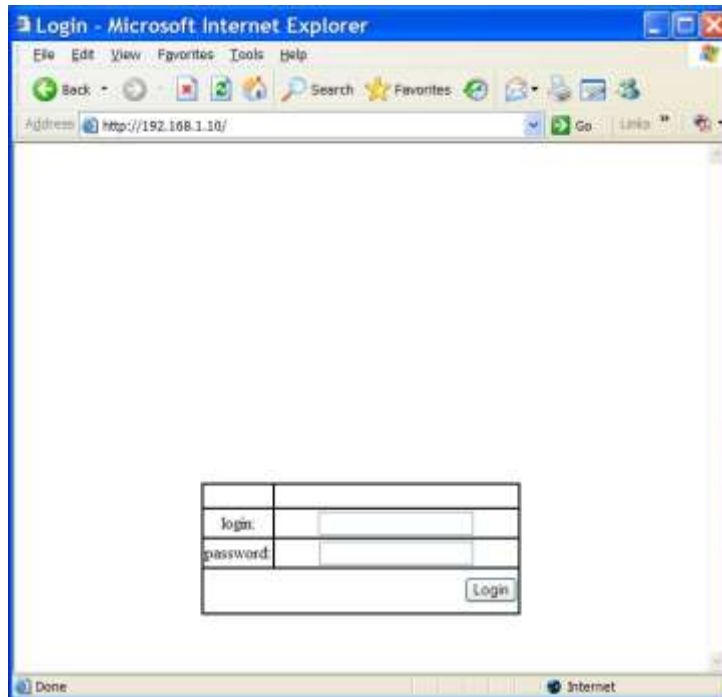 Login - Microsoft Internet Explorer
File Edit View Favorites Tools Help
Back Search Favorites
Address http://192.168.1.10/ Go Links »
login:
password:
Login
Done Internet